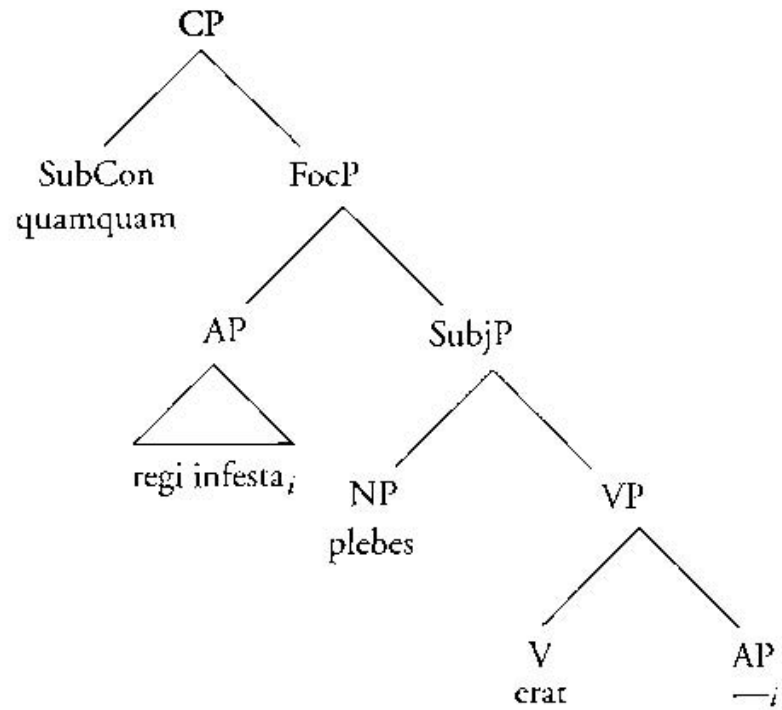 CP
SubCon FocP
quamquam
AP SubjP
regi infesta i
NP VP
plebes
V AP
erat — i